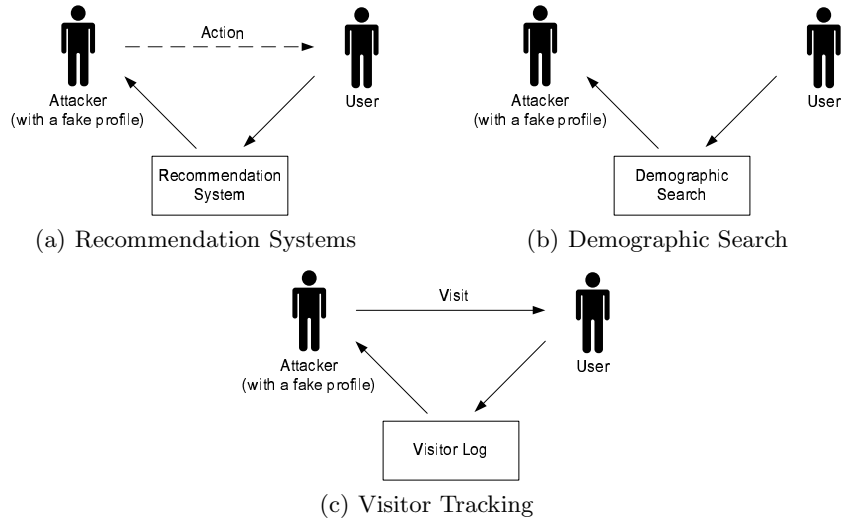 Action
Attacker
(with a fake profile)
User
Recommendation
System
(a) Recommendation Systems
Attacker
(with a fake profile)
User
Demographic
Search
(b) Demographic Search
Visit
Attacker
(with a fake profile)
User
Visitor Log
(c) Visitor Tracking